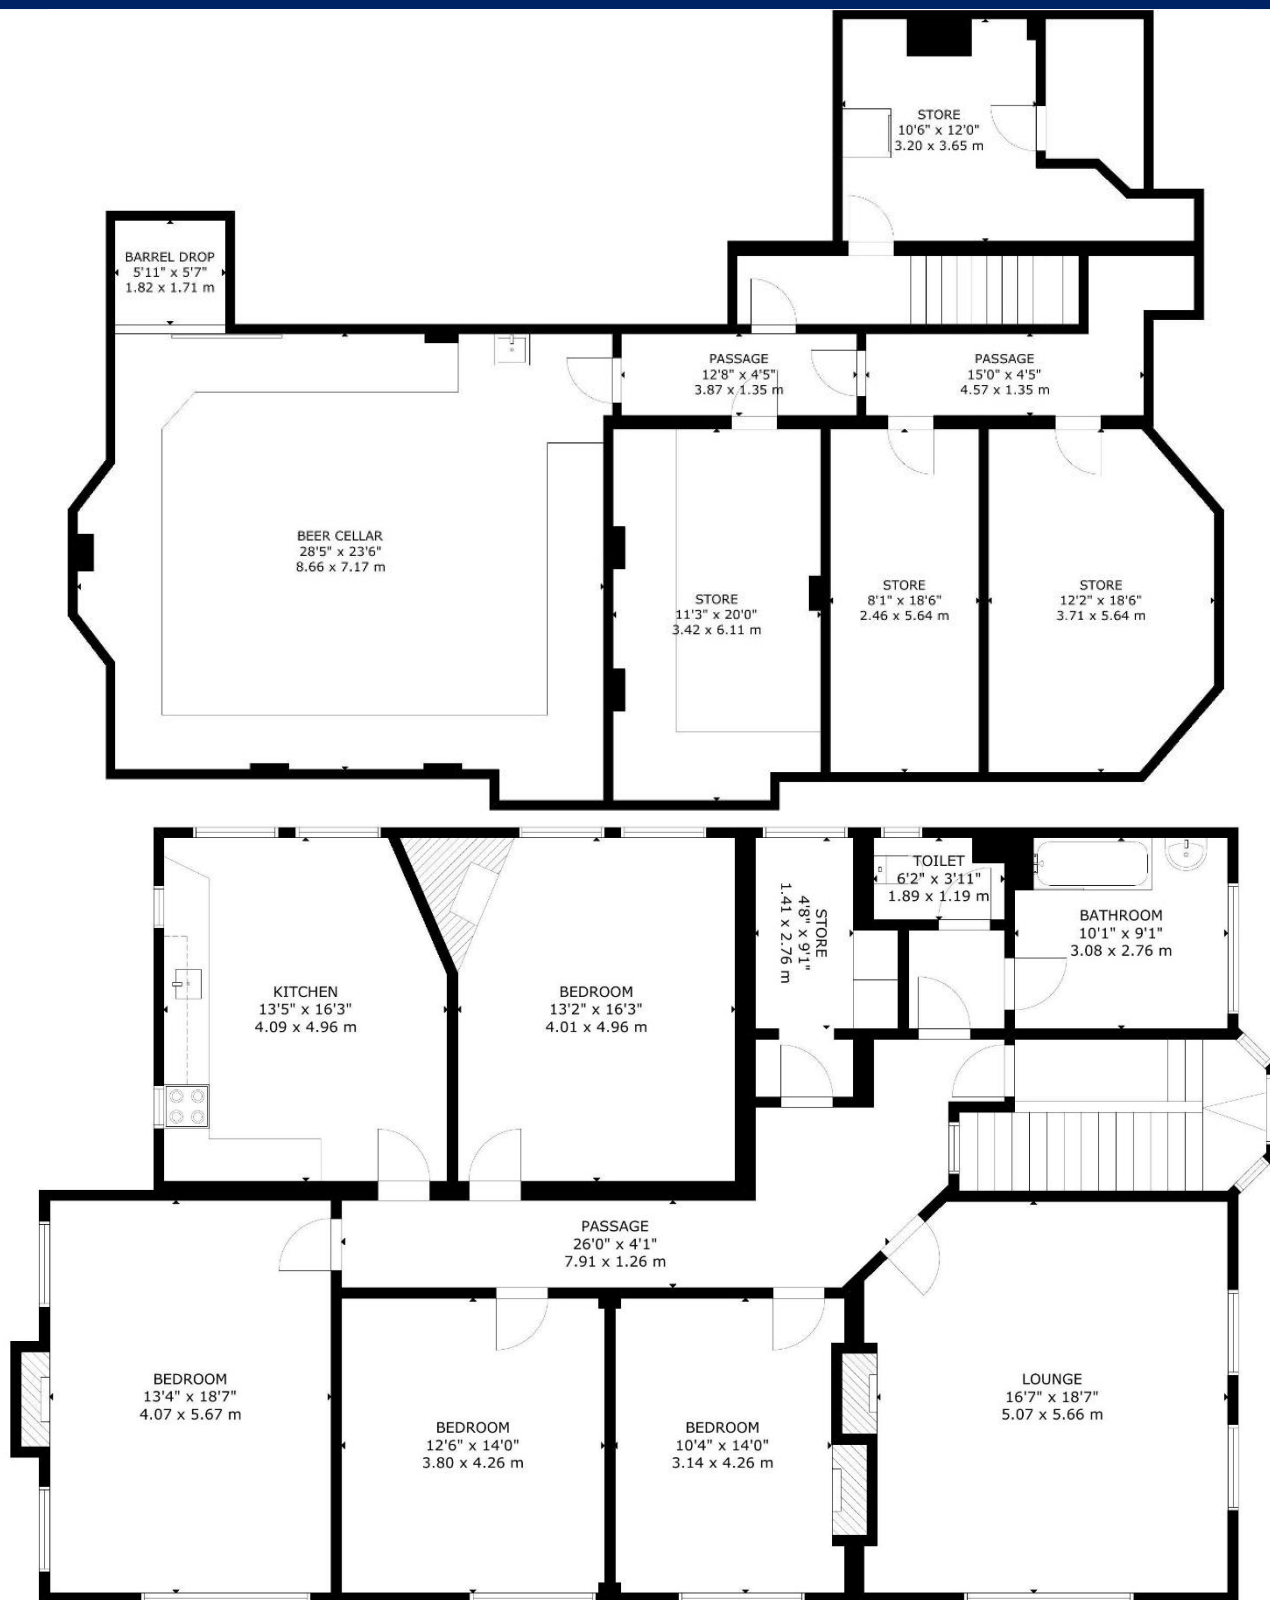 STORE
10'6" x 12'0"
3.20 x 3.65 m
BARREL DROP
5'11" x 5'7"
1.82 x 1.71 m
PASSAGE
12'8" x 4'5"
3.87 x 1.35 m
PASSAGE
15'0" x 4'5"
4.57 x 1.35 m
BEER CELLAR
28'5" x 23'6"
8.66 x 7.17 m
STORE
11'3" x 20'0"
3.42 x 6.11 m
STORE
8'1" x 18'6"
2.46 x 5.64 m
STORE
12'2" x 18'6"
3.71 x 5.64 m
KITCHEN
13'5" x 16'3"
4.09 x 4.96 m
BEDROOM
13'2" x 16'3"
4.01 x 4.96 m
STORE
4'8" x 9'1"
1.41 x 2.76 m
TOILET
6'2" x 3'11"
1.89 x 1.19 m
BATHROOM
10'1" x 9'1"
3.08 x 2.76 m
PASSAGE
26'0" x 4'1"
7.91 x 1.26 m
BEDROOM
13'4" x 18'7"
4.07 x 5.67 m
BEDROOM
12'6" x 14'0"
3.80 x 4.26 m
BEDROOM
10'4" x 14'0"
3.14 x 4.26 m
LOUNGE
16'7" x 18'7"
5.07 x 5.66 m